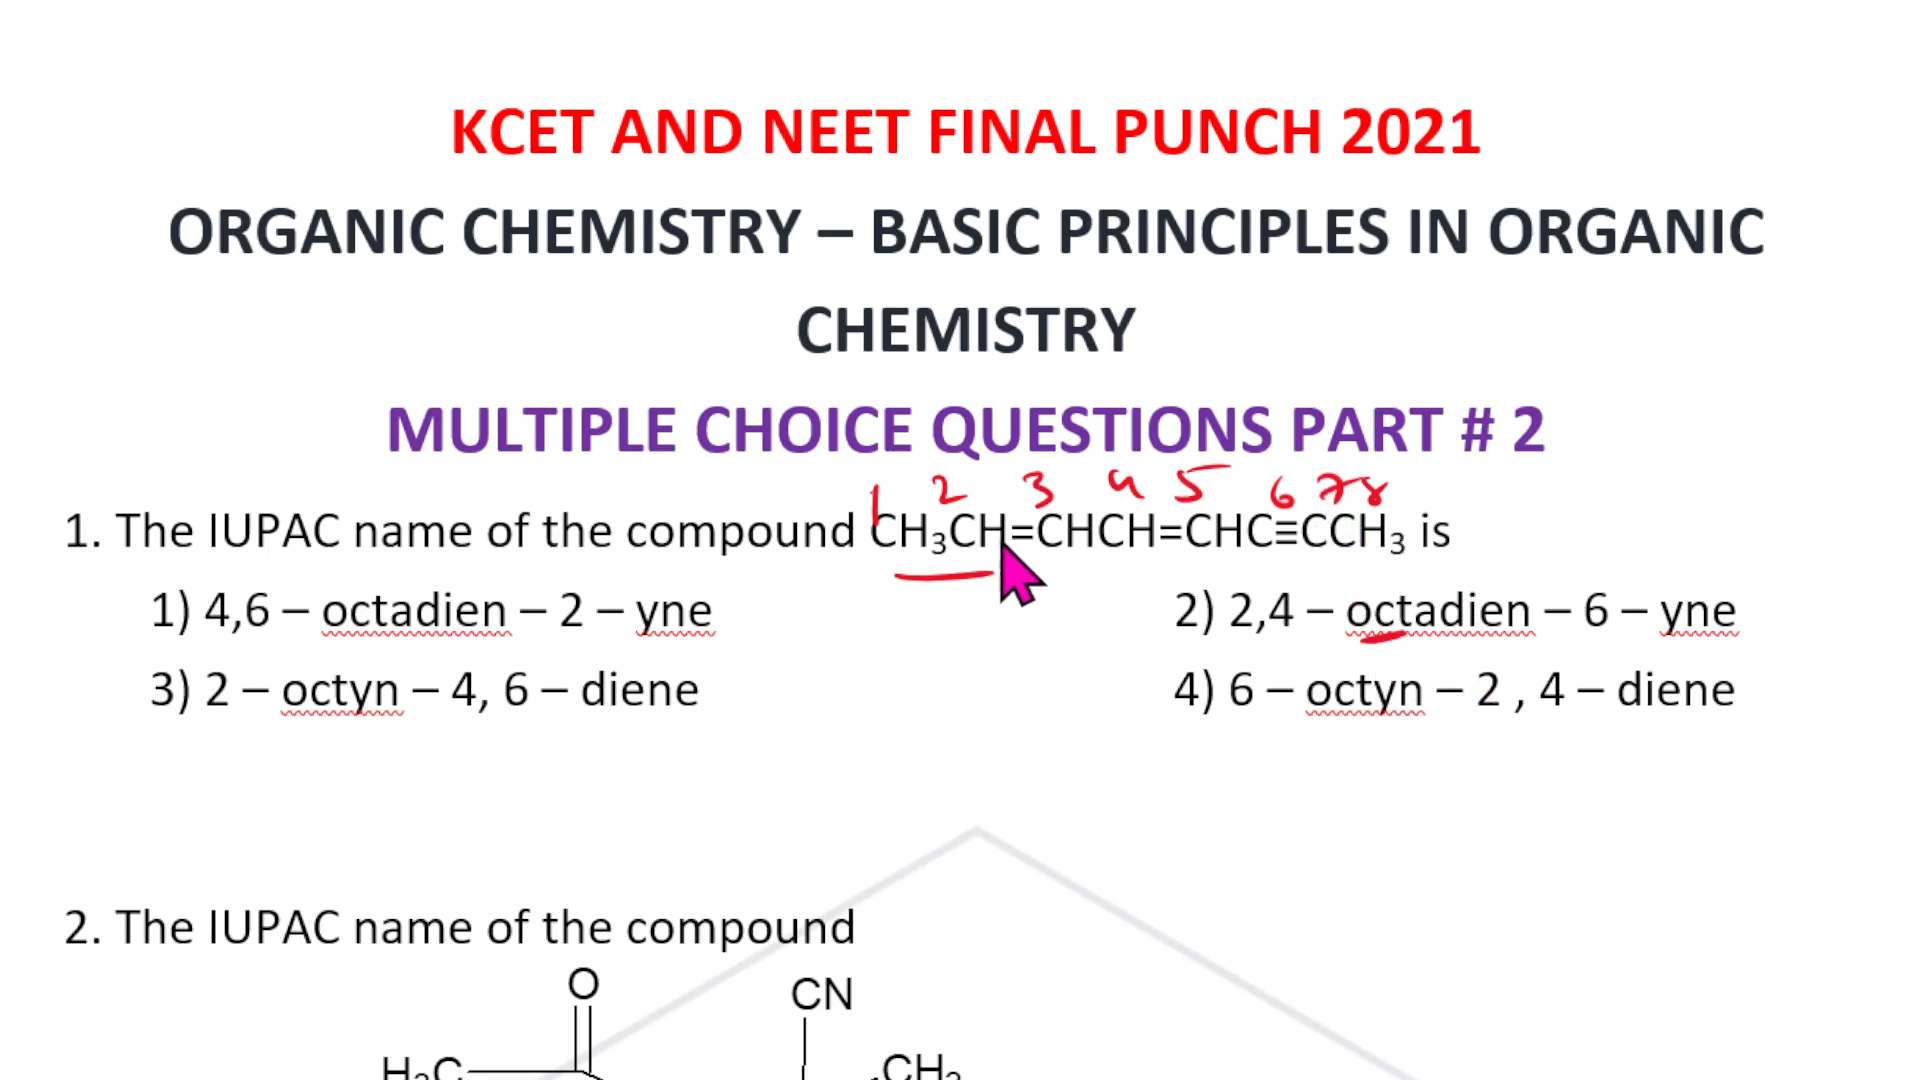 KCET AND NEET FINAL PUNCH 2021
ORGANIC CHEMISTRY – BASIC PRINCIPLES IN ORGANIC
CHEMISTRY
MULTIPLE CHOICE QUESTIONS PART # 2
1 2 3 4 5 6 7 8
1. The IUPAC name of the compound CH₃CH=CHCH=CHC≡CCH₃ is
1) 4,6 – octadien – 2 – yne 2) 2,4 – octadien – 6 – yne
3) 2 – octyn – 4, 6 – diene 4) 6 – octyn – 2 , 4 – diene
2. The IUPAC name of the compound
O
CN
H₃C CH₃